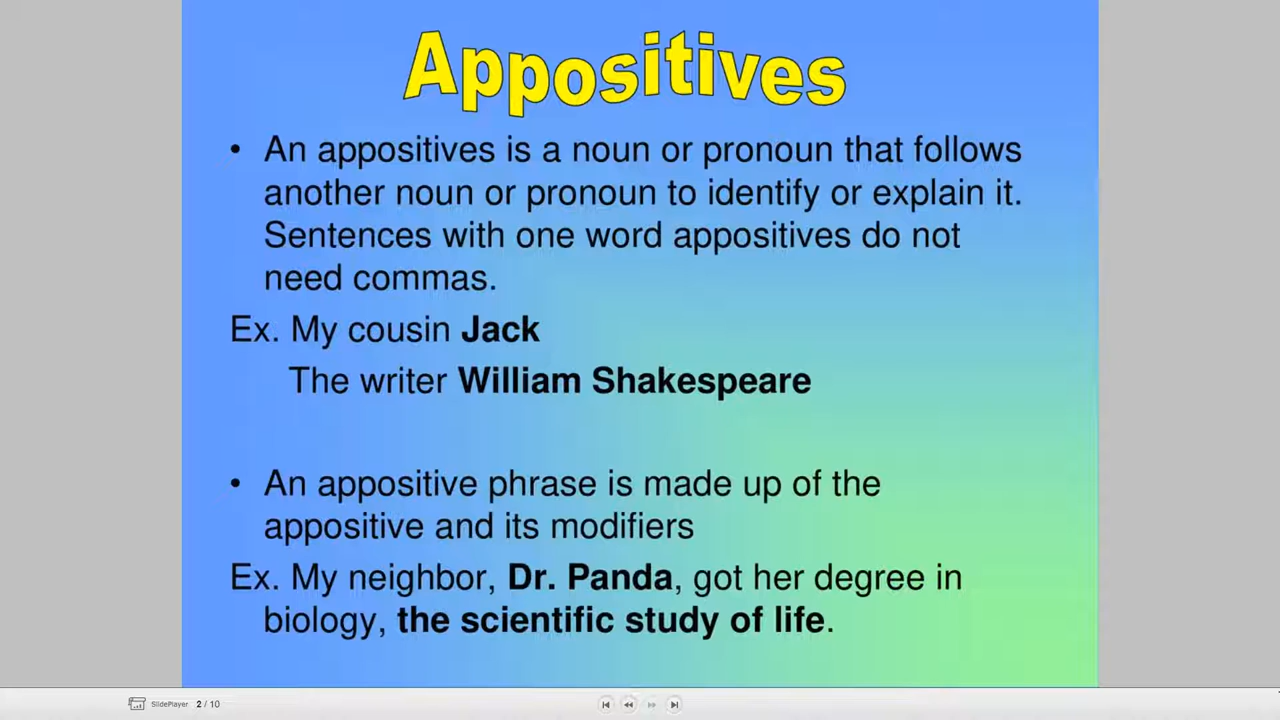 Appositives
• An appositives is a noun or pronoun that follows
another noun or pronoun to identify or explain it.
Sentences with one word appositives do not
need commas.
Ex. My cousin Jack
The writer William Shakespeare
• An appositive phrase is made up of the
appositive and its modifiers
Ex. My neighbor, Dr. Panda, got her degree in
biology, the scientific study of life.
SlidePlayer 2 / 10